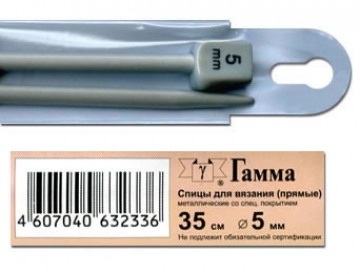 5
mm
γ ® Гамма
Спицы для вязания (прямые)
металлические со спец. покрытием
35 см ⌀ 5 мм
Не подлежит обязательной сертификации
4 607040 632336